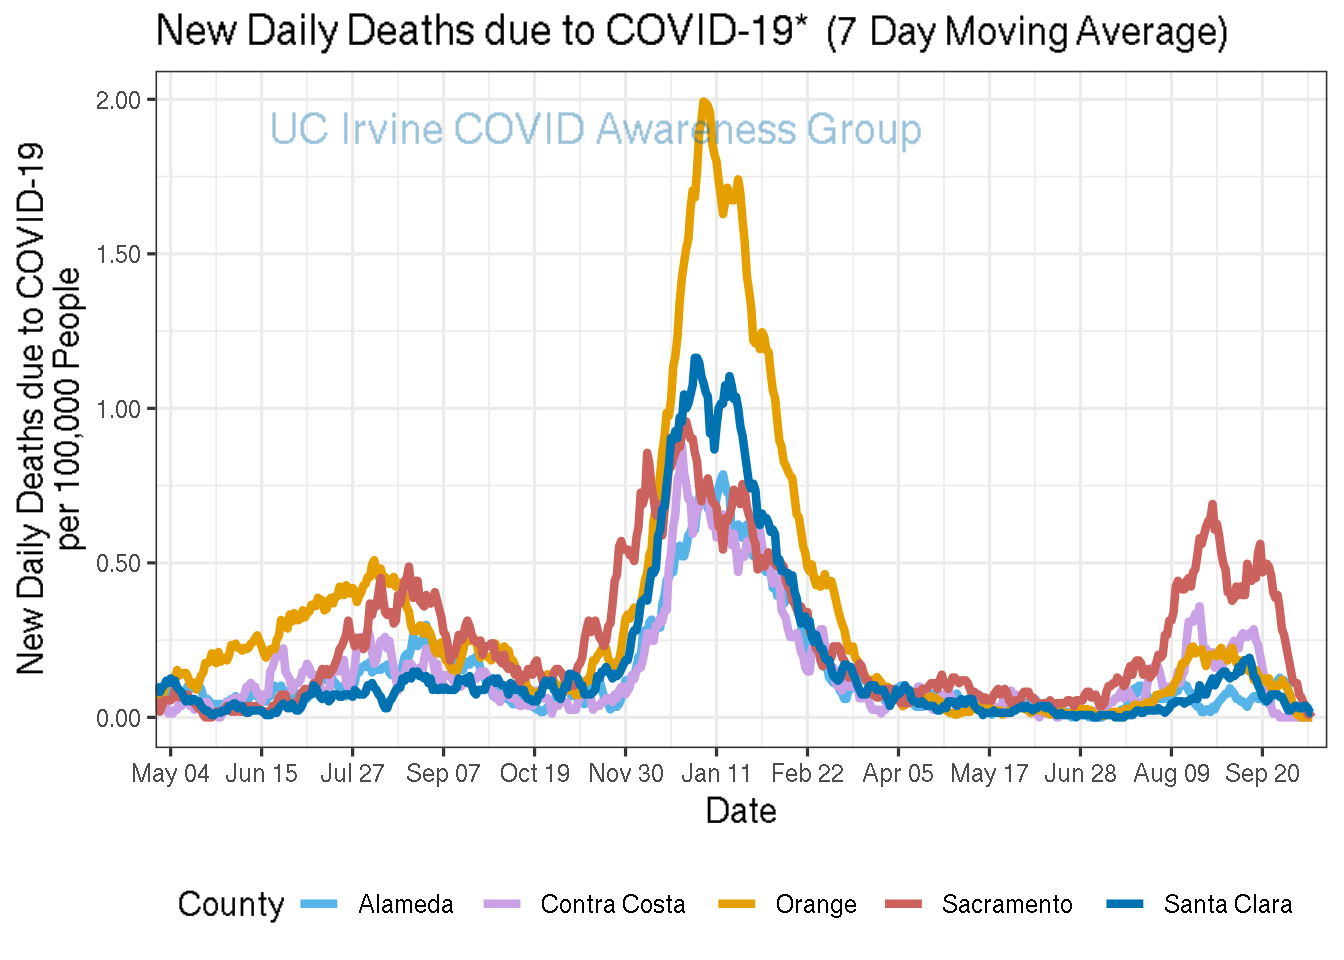 New Daily Deaths due to COVID-19* (7 Day Moving Average)
UC Irvine COVID Awareness Group
New Daily Deaths due to COVID-19
per 100,000 People
2.00
1.50
1.00
0.50
0.00
May 04 Jun 15 Jul 27 Sep 07 Oct 19 Nov 30 Jan 11 Feb 22 Apr 05 May 17 Jun 28 Aug 09 Sep 20
Date
County Alameda Contra Costa Orange Sacramento Santa Clara